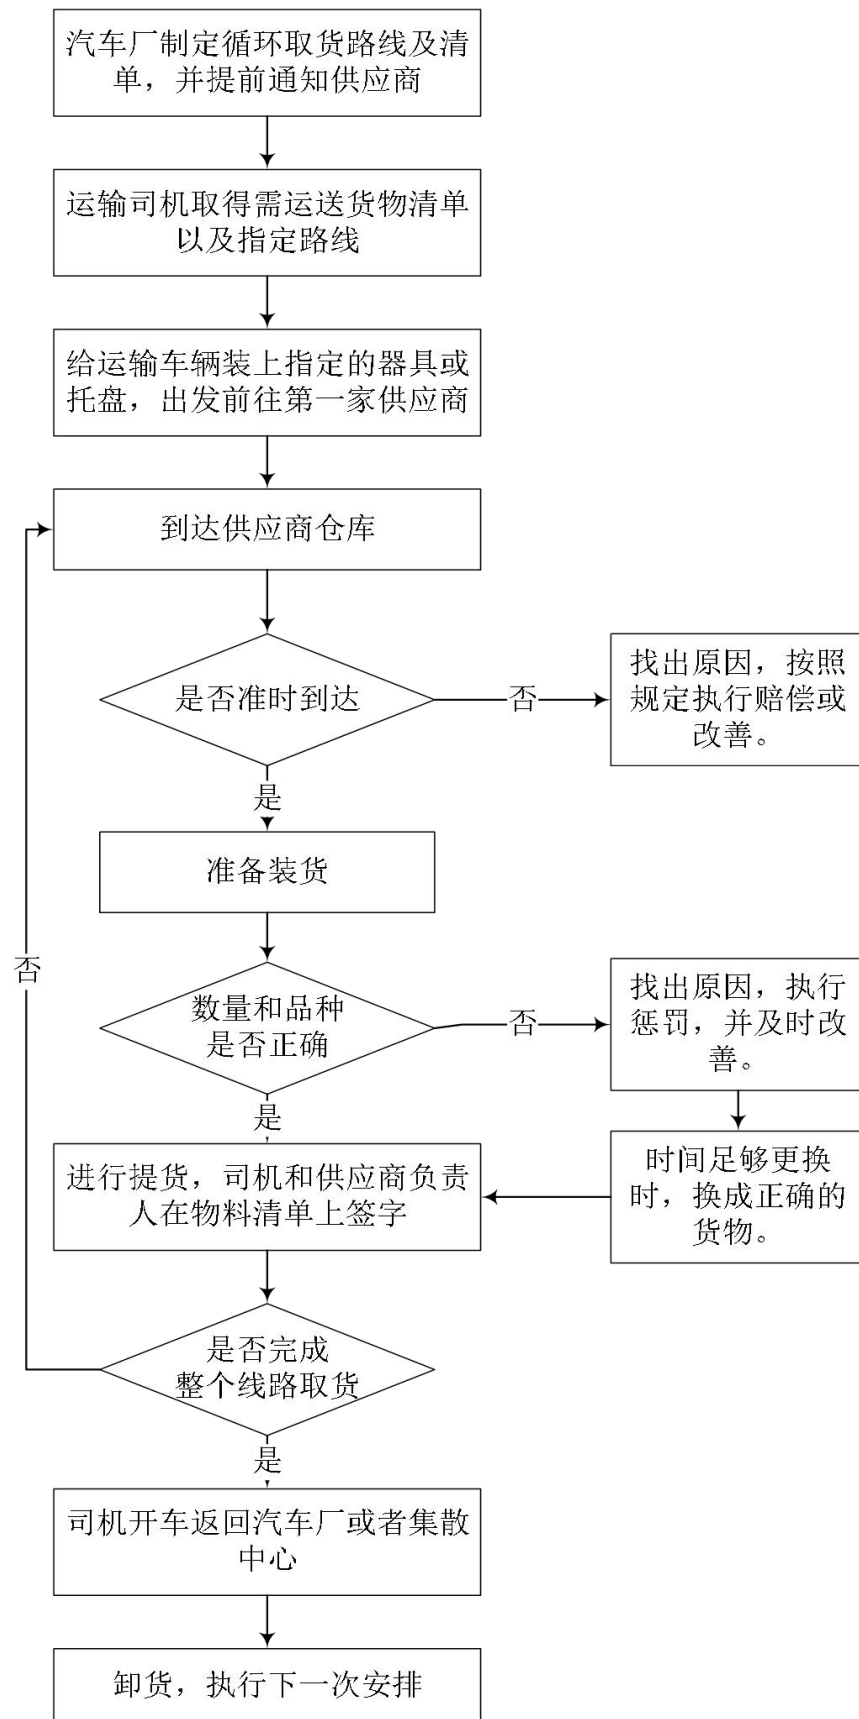 汽车厂制定循环取货路线及清
单，并提前通知供应商
运输司机取得需运送货物清单
以及指定路线
给运输车辆装上指定的器具或
托盘，出发前往第一家供应商
到达供应商仓库
是否准时到达
否
找出原因，按照
规定执行赔偿或
改善。
是
准备装货
否
数量和品种
是否正确
否
找出原因，执行
惩罚，并及时改
善。
是
进行提货，司机和供应商负责
人在物料清单上签字
时间足够更换
时，换成正确的
货物。
是否完成
整个线路取货
是
司机开车返回汽车厂或者集散
中心
卸货，执行下一次安排